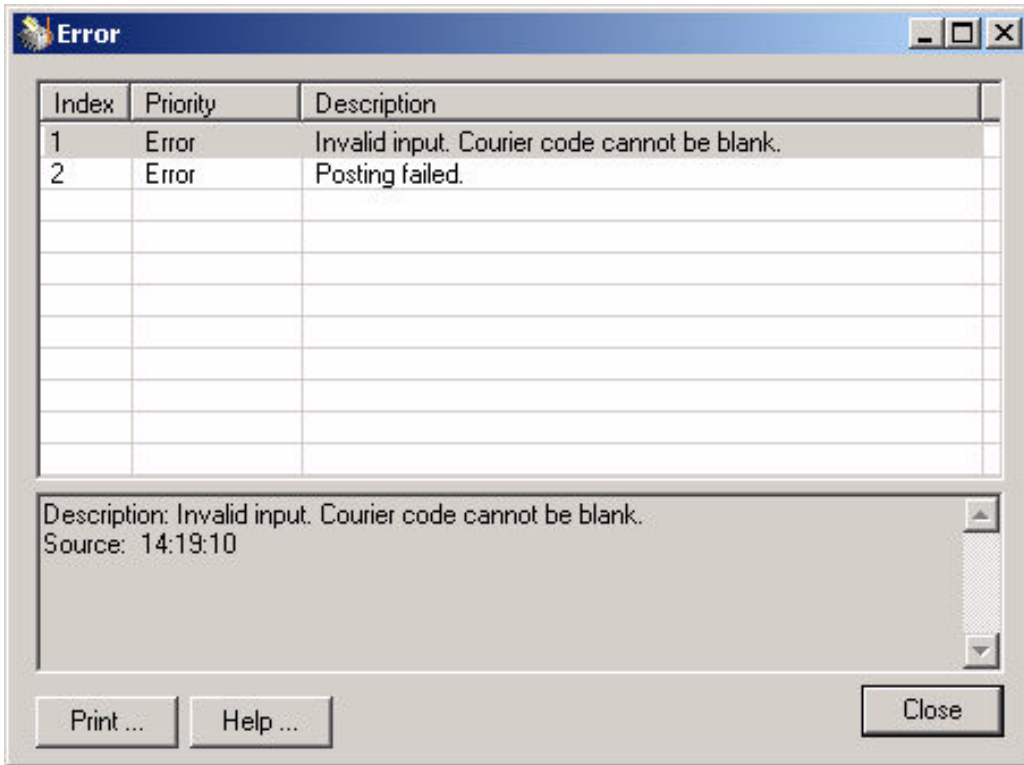 Error
Index Priority Description
1 Error Invalid input. Courier code cannot be blank.
2 Error Posting failed.
Description: Invalid input. Courier code cannot be blank.
Source: 14:19:10
Print ... Help ... Close